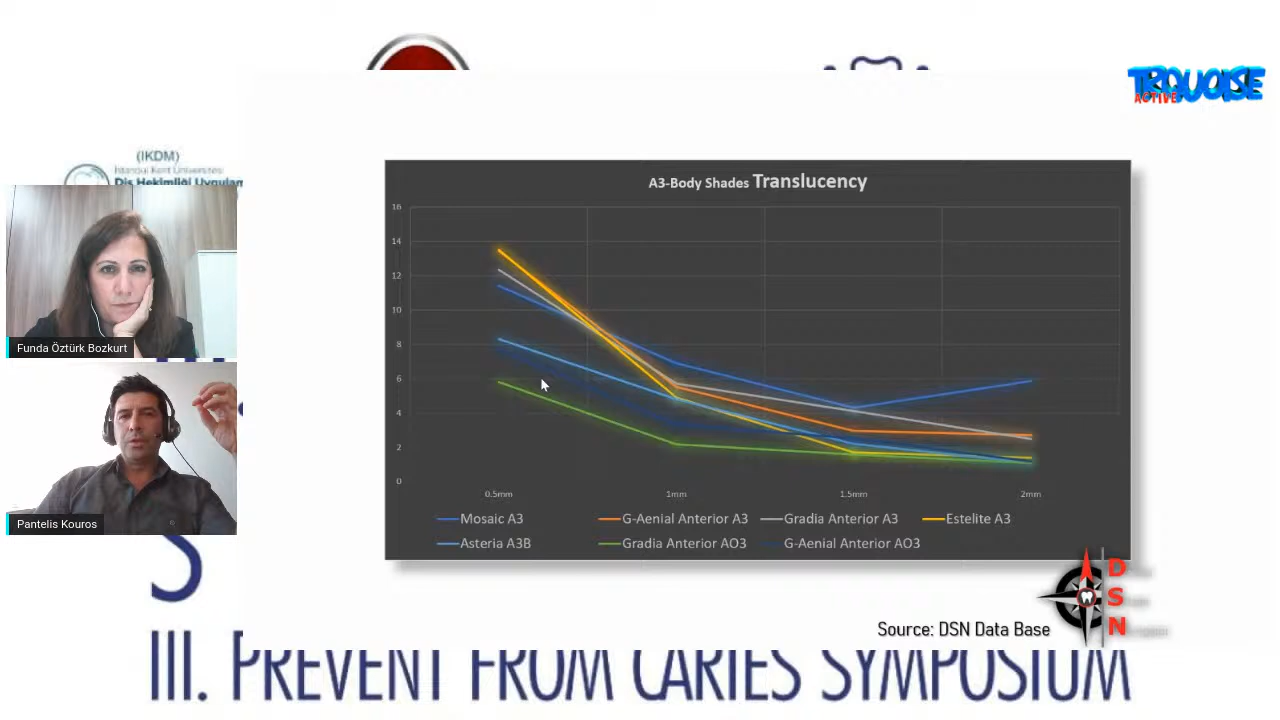 TRQUOISE
ACTIVE
(IKDM)
İstanbul Kent Üniversitesi
Diş Hekimliği Uygulam
Funda Öztürk Bozkurt
Pantelis Kouros
A3-Body Shades Translucency
16
14
12
10
8
6
4
2
0
0.5mm 1mm 1.5mm 2mm
Mosaic A3 G-Aenial Anterior A3 Gradia Anterior A3 Estelite A3
Asteria A3B Gradia Anterior AO3 G-Aenial Anterior AO3
D
S
N
Source: DSN Data Base
S
III. PREVENT FROM CARIES SYMPOSIUM